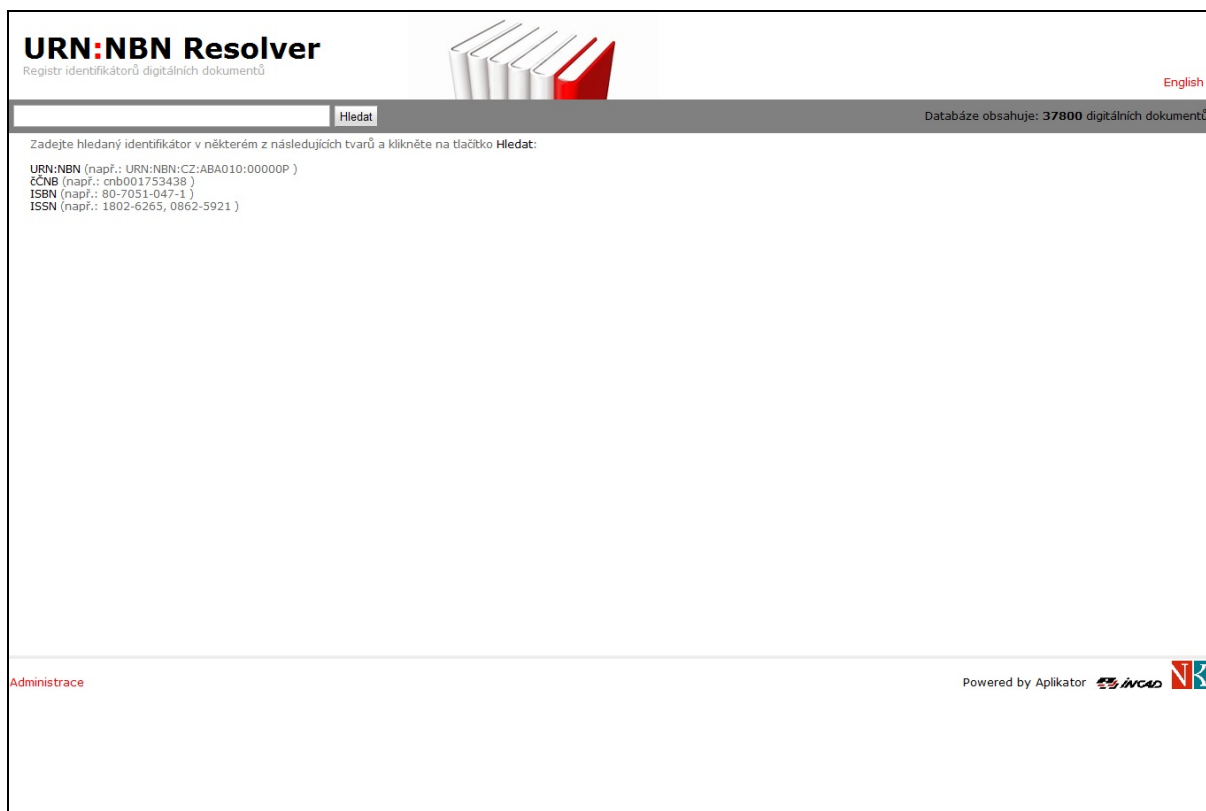 URN:NBN Resolver
Registr identifikátorů digitálních dokumentů
English
Hledat
Databáze obsahuje: 37800 digitálních dokumentů
Zadejte hledaný identifikátor v některém z následujících tvarů a klikněte na tlačítko Hledat:
URN:NBN (např.: URN:NBN:CZ:ABA010:00000P )
čČNB (např.: cnb001753438 )
ISBN (např.: 80-7051-047-1 )
ISSN (např.: 1802-6265, 0862-5921 )
Administrace
Powered by Aplikator INCAD NK